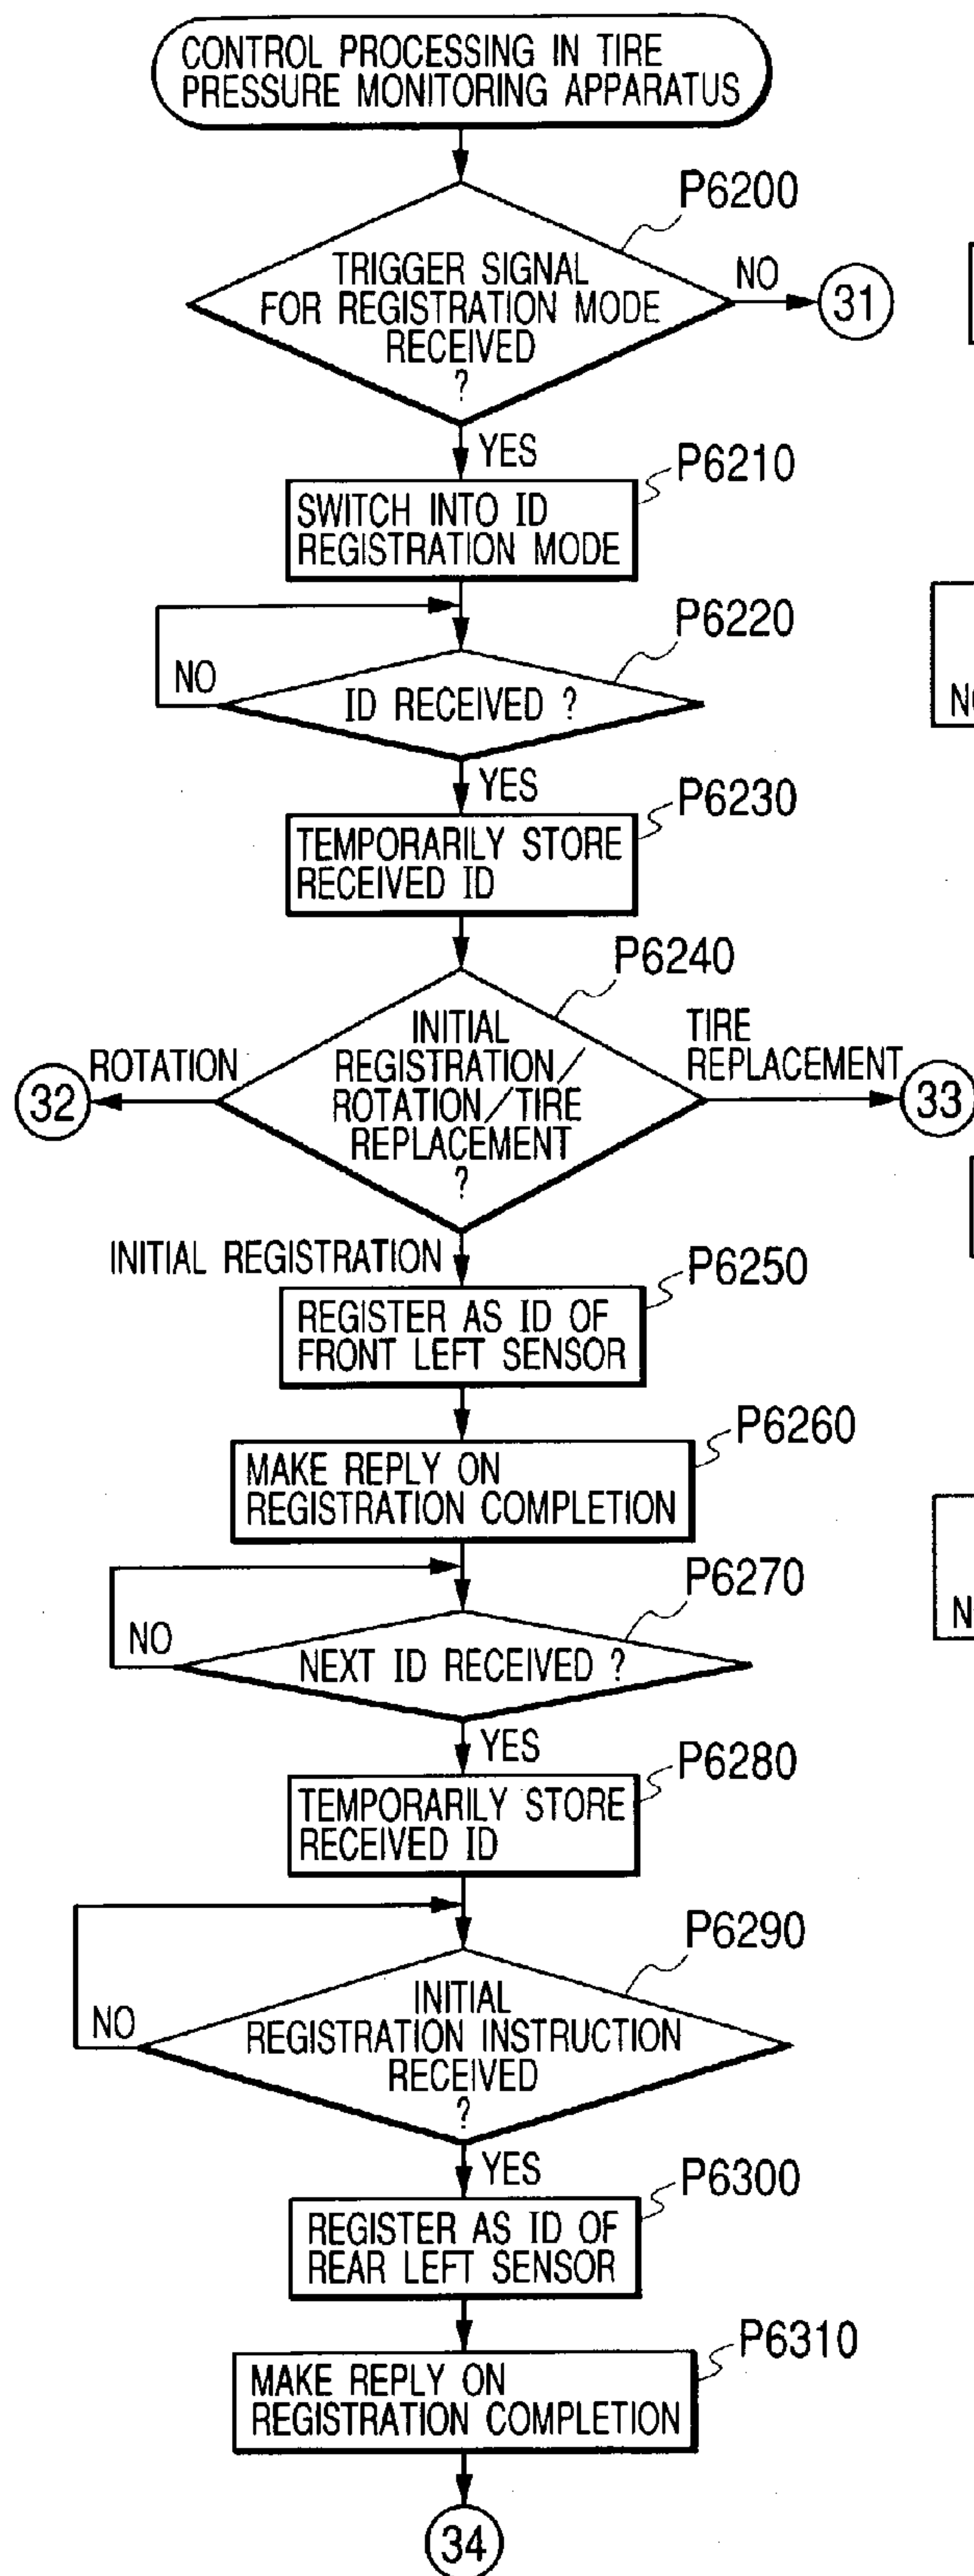 CONTROL PROCESSING IN TIRE
PRESSURE MONITORING APPARATUS
P6200
TRIGGER SIGNAL
FOR REGISTRATION MODE
RECEIVED
?
NO
31
YES
P6210
SWITCH INTO ID
REGISTRATION MODE
P6220
NO
ID RECEIVED ?
YES
P6230
TEMPORARILY STORE
RECEIVED ID
P6240
INITIAL
REGISTRATION/
ROTATION/TIRE
REPLACEMENT
?
ROTATION
32
TIRE
REPLACEMENT
33
INITIAL REGISTRATION
P6250
REGISTER AS ID OF
FRONT LEFT SENSOR
P6260
MAKE REPLY ON
REGISTRATION COMPLETION
P6270
NO
NEXT ID RECEIVED ?
YES
P6280
TEMPORARILY STORE
RECEIVED ID
P6290
INITIAL
REGISTRATION INSTRUCTION
RECEIVED
?
NO
YES
P6300
REGISTER AS ID OF
REAR LEFT SENSOR
P6310
MAKE REPLY ON
REGISTRATION COMPLETION
34